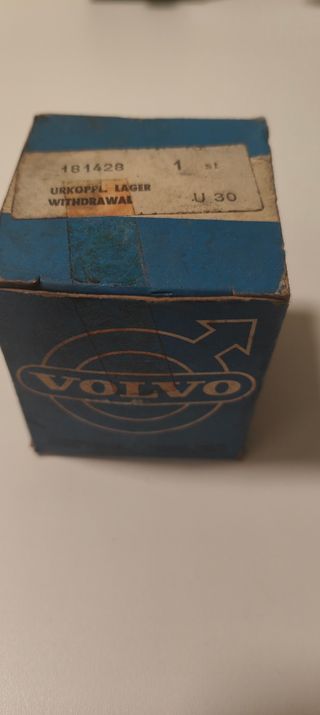 181428 1 st
URKOPPL. LAGER
WITHDRAWAL U 30
VOLVO